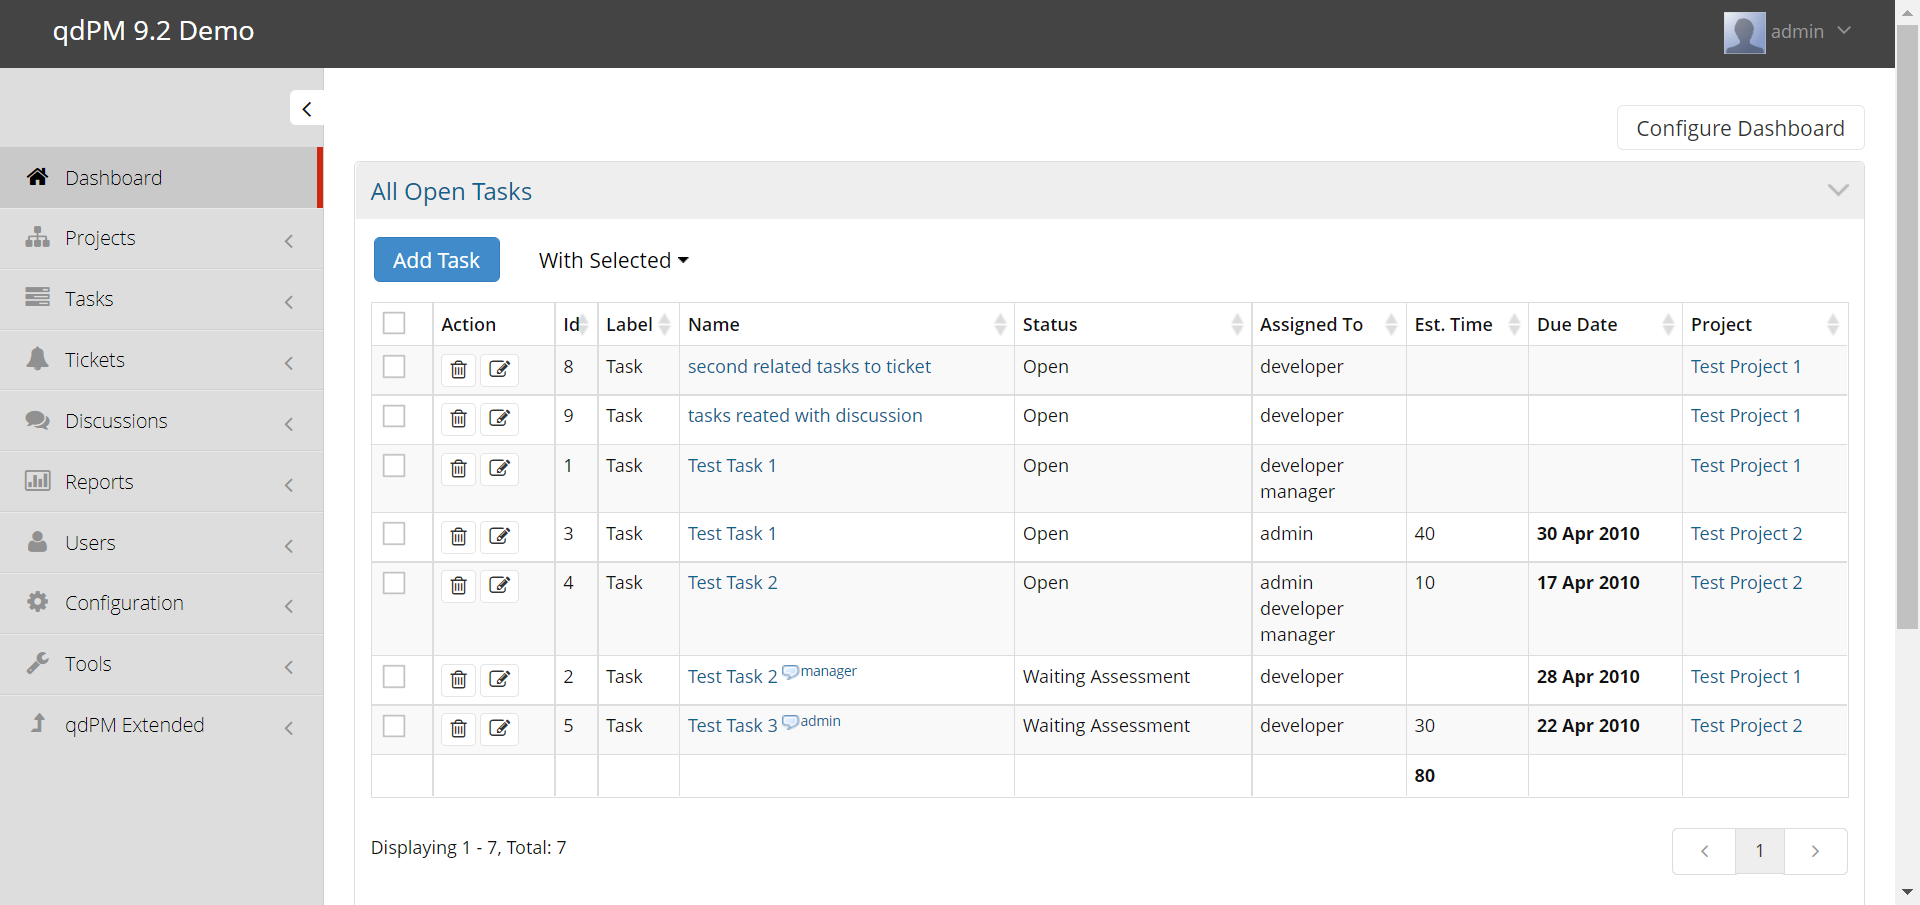 qdPM 9.2 Demo
admin
Configure Dashboard
Dashboard
Projects
Tasks
Tickets
Discussions
Reports
Users
Configuration
Tools
qdPM Extended
All Open Tasks
Add Task With Selected
Action Id Label Name Status Assigned To Est. Time Due Date Project
8 Task second related tasks to ticket Open developer Test Project 1
9 Task tasks reated with discussion Open developer Test Project 1
1 Task Test Task 1 Open developer Test Project 1
manager
3 Task Test Task 1 Open admin 40 30 Apr 2010 Test Project 2
4 Task Test Task 2 Open admin 10 17 Apr 2010 Test Project 2
developer
manager
2 Task Test Task 2 manager Waiting Assessment developer 28 Apr 2010 Test Project 1
5 Task Test Task 3 admin Waiting Assessment developer 30 22 Apr 2010 Test Project 2
80
Displaying 1 - 7, Total: 7
1